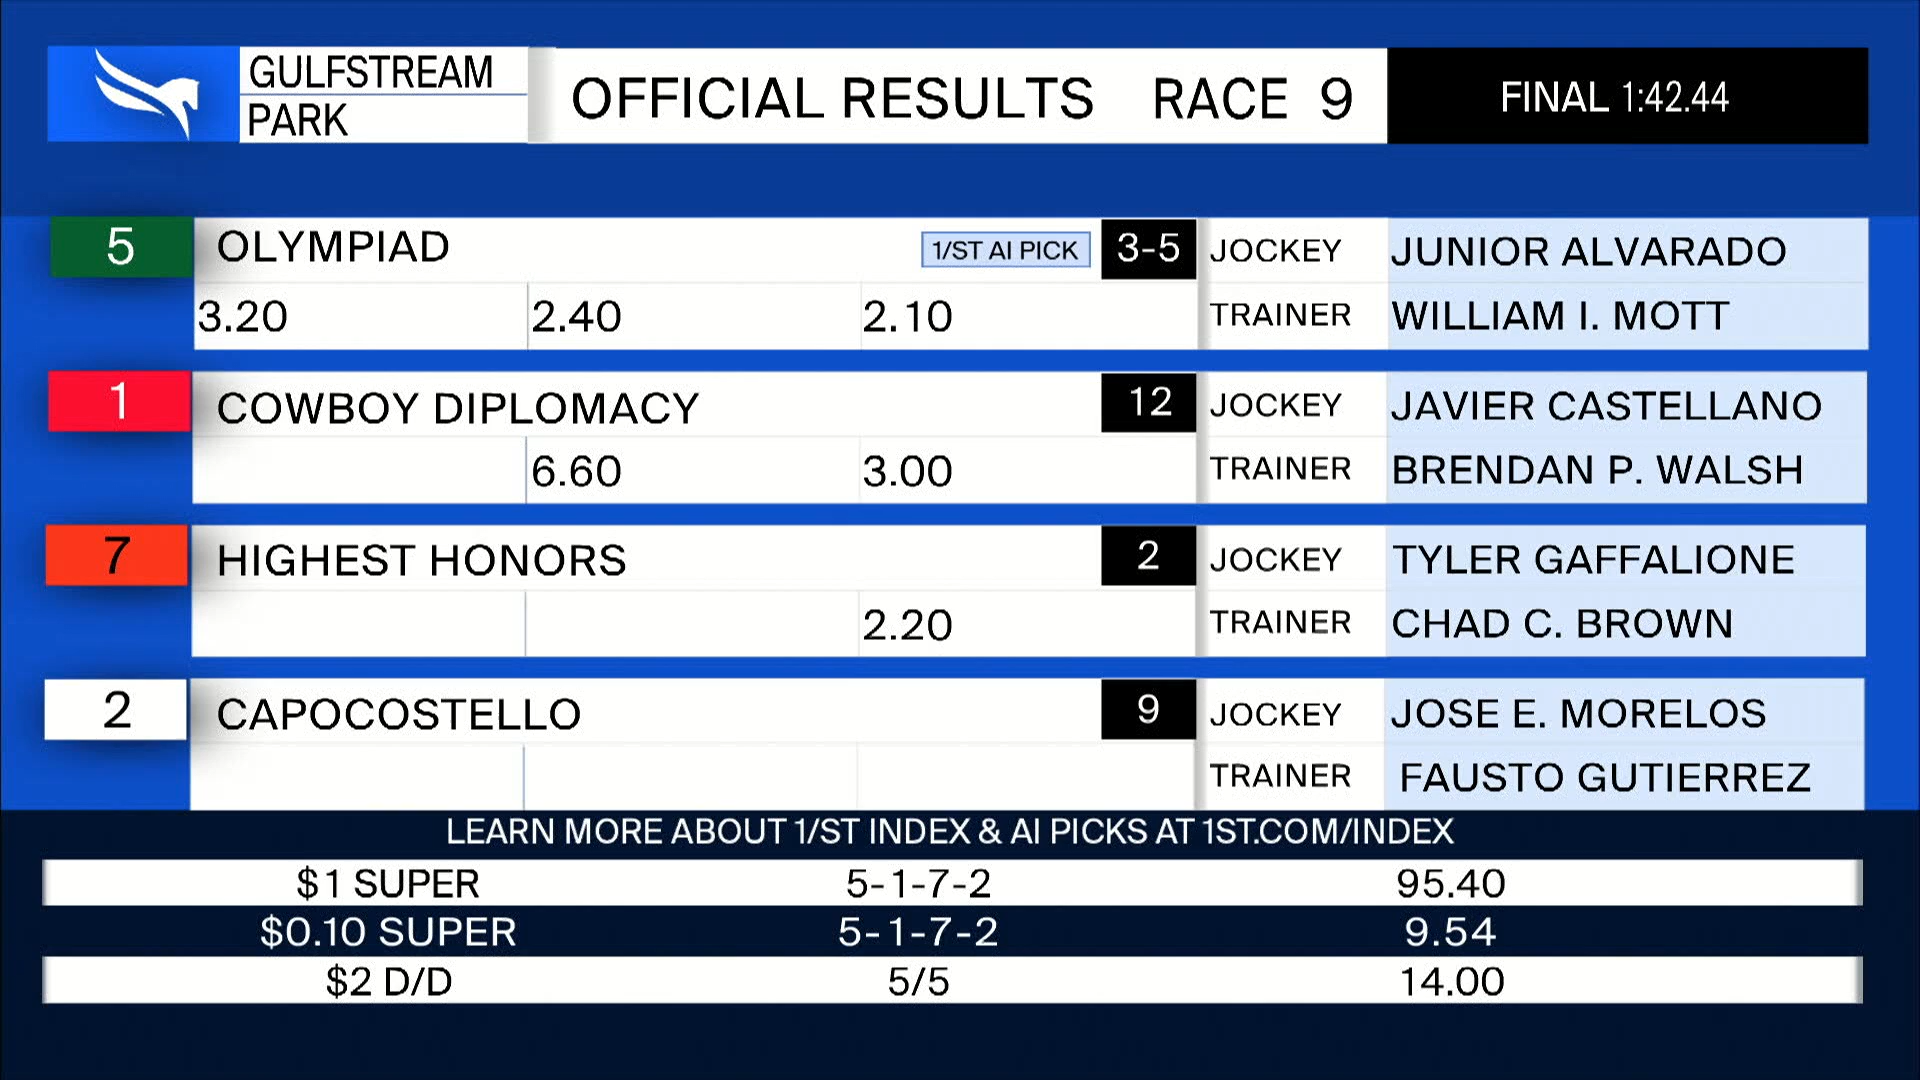 GULFSTREAM
PARK
OFFICIAL RESULTS RACE 9
FINAL 1:42.44
5 OLYMPIAD 1/ST AI PICK 3-5 JOCKEY JUNIOR ALVARADO
3.20 2.40 2.10 TRAINER WILLIAM I. MOTT
1 COWBOY DIPLOMACY 12 JOCKEY JAVIER CASTELLANO
6.60 3.00 TRAINER BRENDAN P. WALSH
7 HIGHEST HONORS 2 JOCKEY TYLER GAFFALIONE
2.20 TRAINER CHAD C. BROWN
2 CAPOCOSTELLO 9 JOCKEY JOSE E. MORELOS
TRAINER FAUSTO GUTIERREZ
LEARN MORE ABOUT 1/ST INDEX & AI PICKS AT 1ST.COM/INDEX
$1 SUPER 5-1-7-2 95.40
$0.10 SUPER 5-1-7-2 9.54
$2 D/D 5/5 14.00